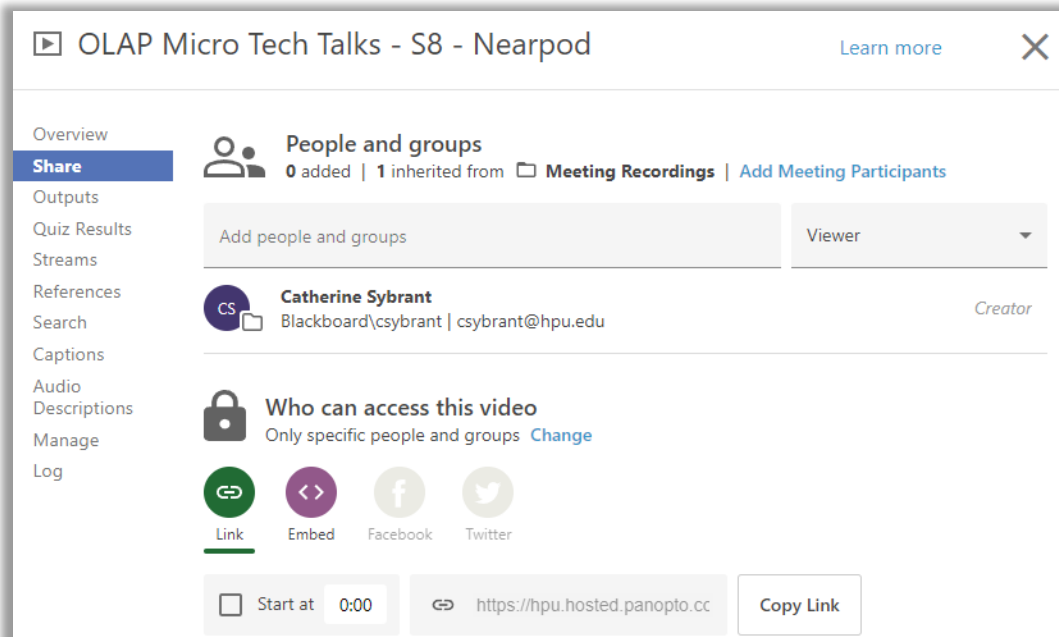 OLAP Micro Tech Talks - S8 - Nearpod
Learn more
Overview
Share
Outputs
Quiz Results
Streams
References
Search
Captions
Audio
Descriptions
Manage
Log
People and groups
0 added | 1 inherited from Meeting Recordings | Add Meeting Participants
Add people and groups
Viewer
CS
Catherine Sybrant
Blackboard\csybrant | csybrant@hpu.edu
Creator
Who can access this video
Only specific people and groups Change
Link
Embed
Facebook
Twitter
Start at 0:00
https://hpu.hosted.panopto.cc
Copy Link